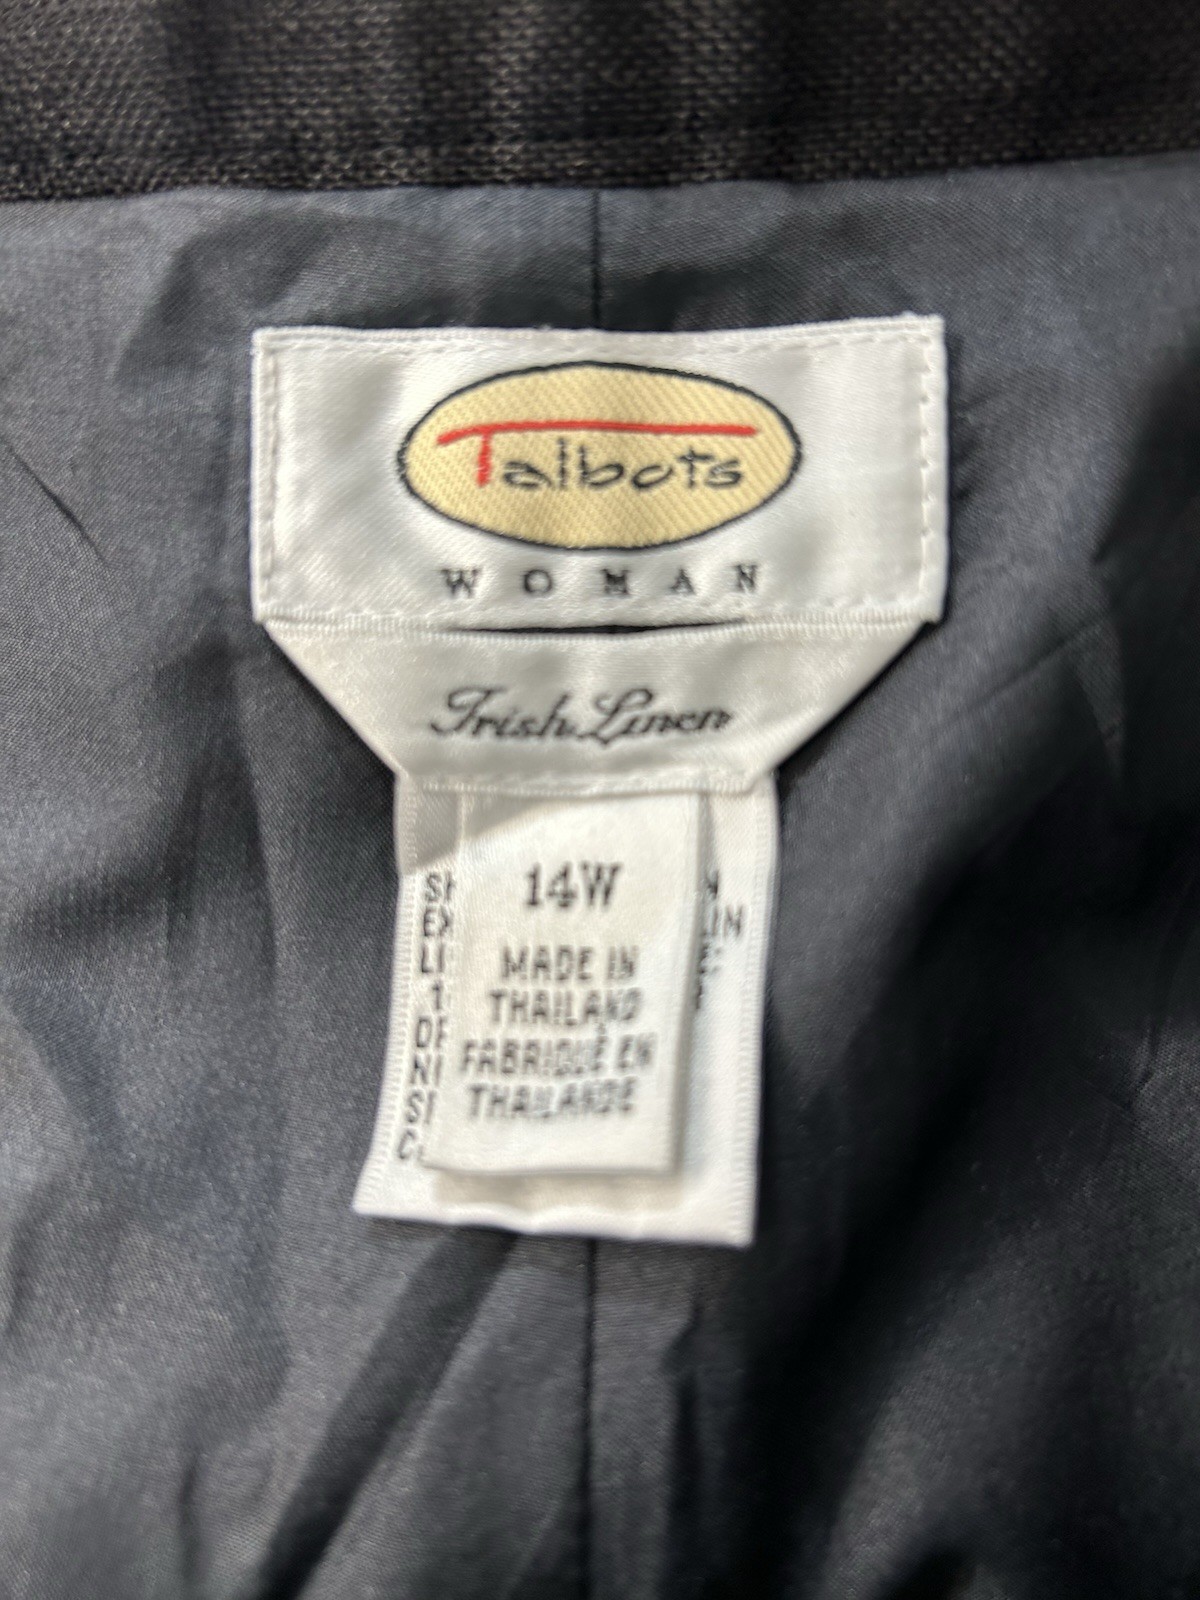 Talbots
WOMAN
Irish Linen
14W
MADE IN
THAILAND
FABRIQUÉ EN
THAILANDE